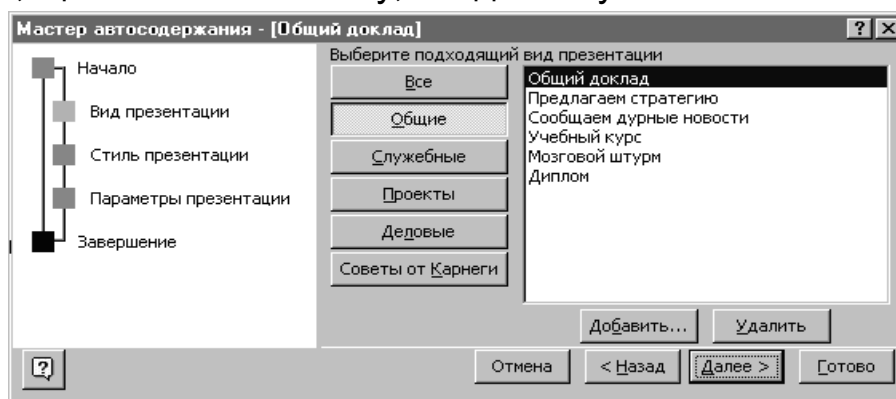 Мастер автосодержания - [Общий доклад]
Выберите подходящий вид презентации
Начало
Вид презентации
Стиль презентации
Параметры презентации
Завершение
Все
Общие
Служебные
Проекты
Деловые
Советы от Карнеги
Общий доклад
Предлагаем стратегию
Сообщаем дурные новости
Учебный курс
Мозговой штурм
Диплом
Добавить...
Удалить
Отмена
< Назад
Далее >
Готово